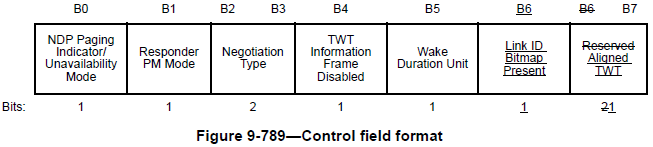 B0 B1 B2 B3 B4 B5 B6 B6 B7
NDP Paging
Indicator/
Unavailability
Mode
Responder
PM Mode
Negotiation
Type
TWT
Information
Frame
Disabled
Wake
Duration Unit
Link ID
Bitmap
Present
Reserved
Aligned
TWT
Bits: 1 1 2 1 1 1 21
Figure 9-789—Control field format